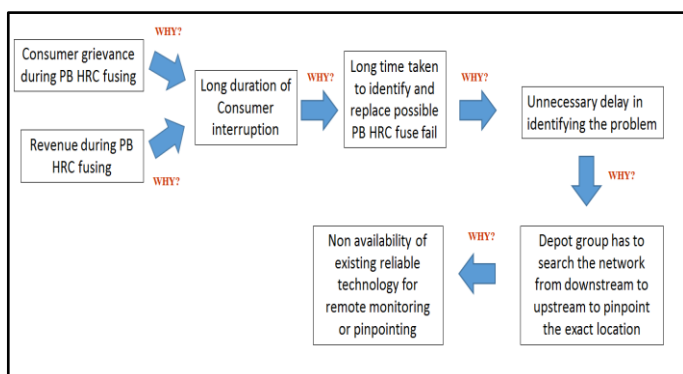 WHY?
Consumer grievance
during PB HRC fusing
Revenue during PB
HRC fusing
WHY?
Long duration of
Consumer
interruption
WHY?
Long time taken
to identify and
replace possible
PB HRC fuse fail
WHY?
Unnecessary delay in
identifying the problem
WHY?
Depot group has to
search the network
from downstream to
upstream to pinpoint
the exact location
WHY?
Non availability of
existing reliable
technology for
remote monitoring
or pinpointing